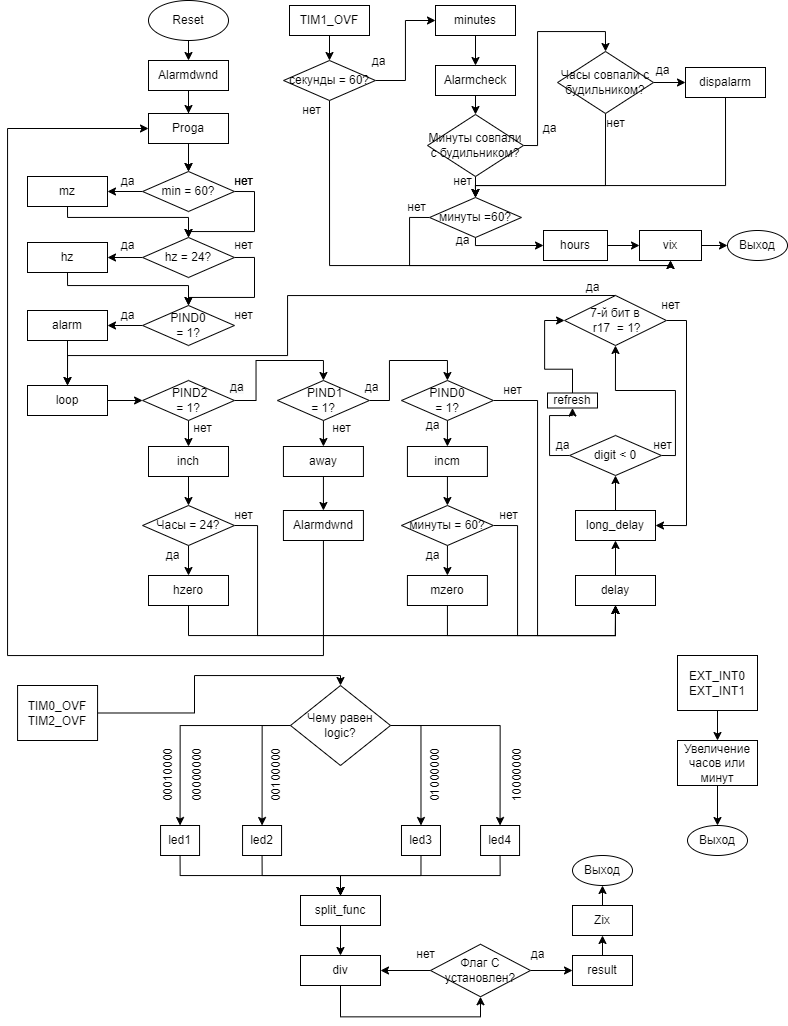 Reset
Alarmdwnd
Proga
min = 60?
да
нет
mz
hz = 24?
да
нет
hz
PIND0
= 1?
да
нет
alarm
TIM1_OVF
секунды = 60?
да
нет
minutes
Alarmcheck
Минуты совпали
с будильником?
да
нет
Часы совпали с
будильником?
да
нет
dispalarm
минуты =60?
нет
да
hours
vix
Выход
loop
PIND2
= 1?
да
нет
PIND1
= 1?
да
нет
PIND0
= 1?
нет
да
inch
away
incm
Часы = 24?
нет
да
Alarmdwnd
минуты = 60?
нет
да
hzero
mzero
да
7-й бит в
r17 = 1?
нет
refresh
digit < 0
да
нет
long_delay
delay
TIM0_OVF
TIM2_OVF
Чему равен
logic?
00010000
00000000
00100000
01000000
10000000
led1
led2
led3
led4
split_func
div
нет
Флаг C
установлен?
да
result
Zix
Выход
EXT_INT0
EXT_INT1
Увеличение
часов или
минут
Выход